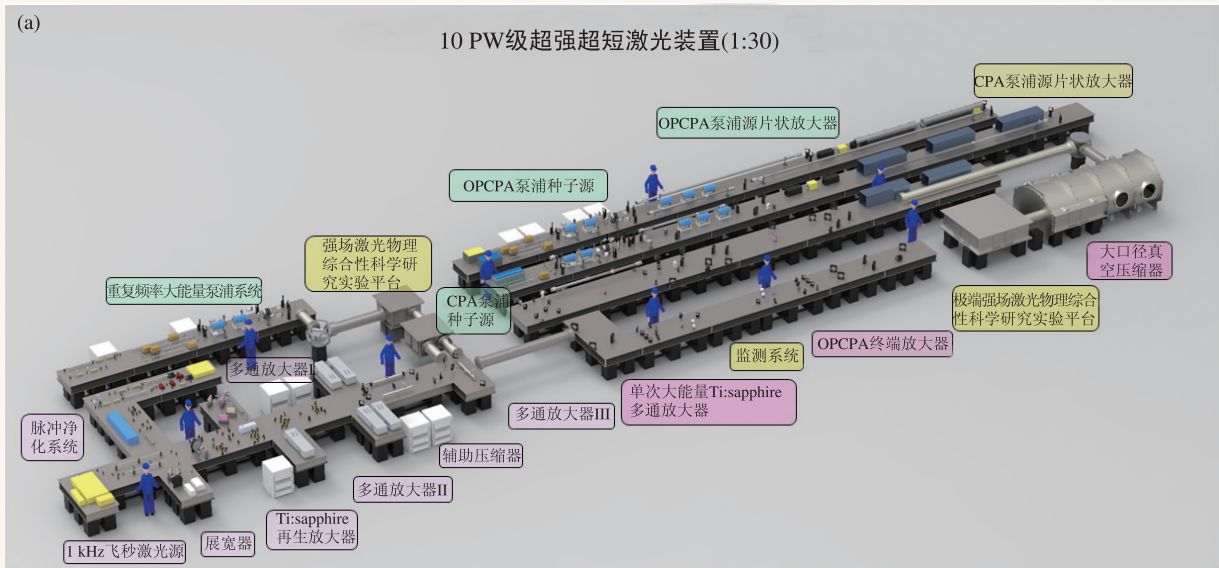 (a)
10 PW级超强超短激光装置(1:30)
CPA泵浦源片状放大器
OPCPA泵浦源片状放大器
OPCPA泵浦种子源
强场激光物理
综合性科学研
究实验平台
大口径真
空压缩器
重复频率大能量泵浦系统
CPA泵浦
种子源
极端强场激光物理综合
性科学研究实验平台
OPCPA终端放大器
监测系统
多通放大器I
单次大能量Ti:sapphire
多通放大器
多通放大器III
脉冲净
化系统
辅助压缩器
多通放大器II
Ti:sapphire
再生放大器
展宽器
1 kHz飞秒激光源